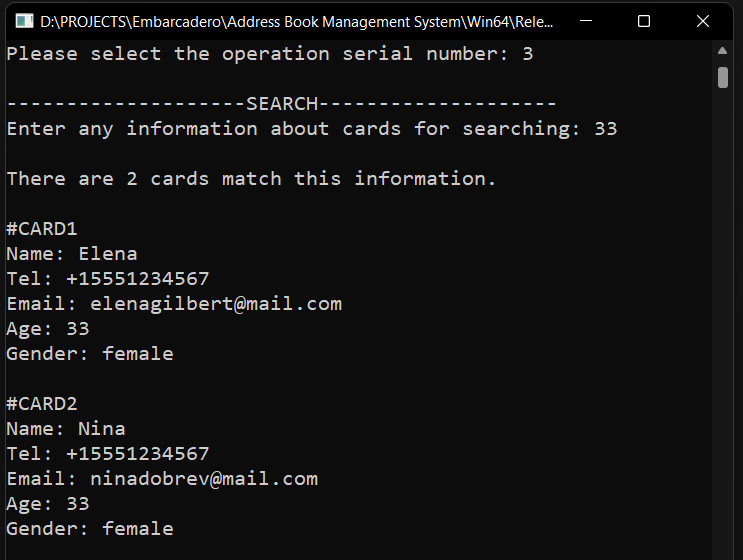 D:\PROJECTS\Embarcadero\Address Book Management System\Win64\Rele...
Please select the operation serial number: 3
--------------------SEARCH--------------------
Enter any information about cards for searching: 33
There are 2 cards match this information.
#CARD1
Name: Elena
Tel: +15551234567
Email: elenagilbert@mail.com
Age: 33
Gender: female
#CARD2
Name: Nina
Tel: +15551234567
Email: ninadobrev@mail.com
Age: 33
Gender: female